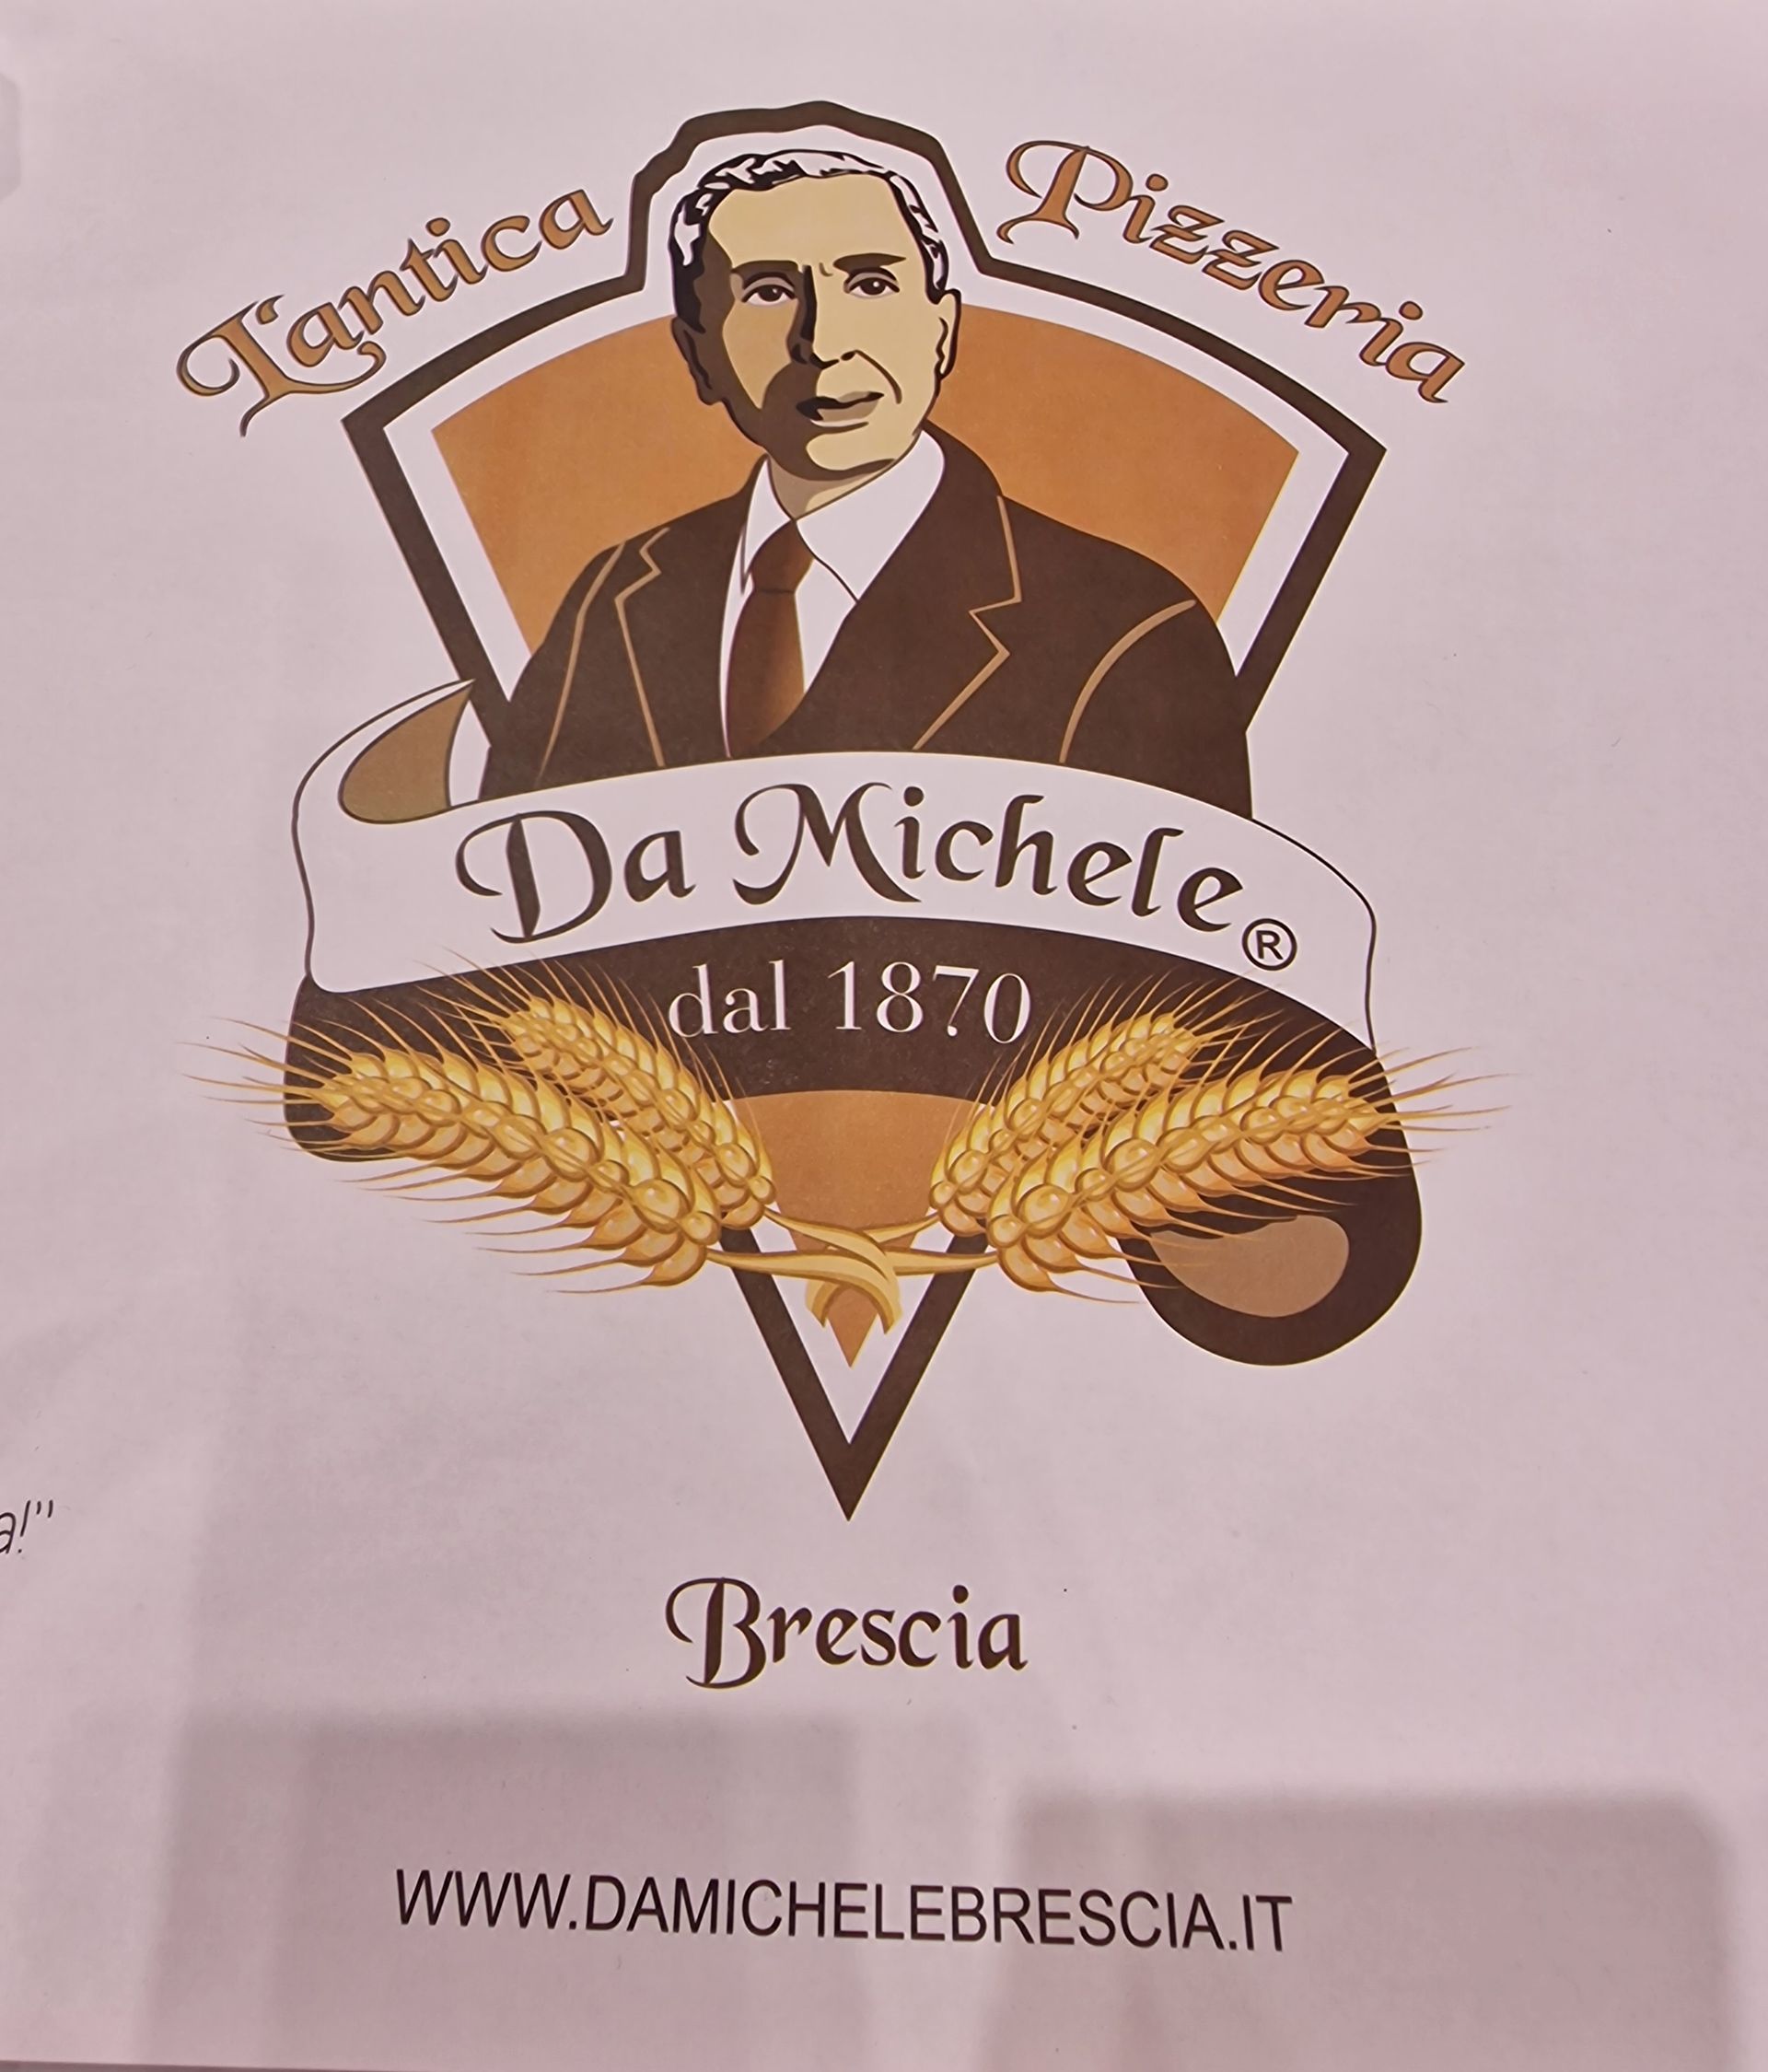 L'antica Pizzeria
Da Michele®
dal 1870
a!"
Brescia
WWW.DAMICHELEBRESCIA.IT